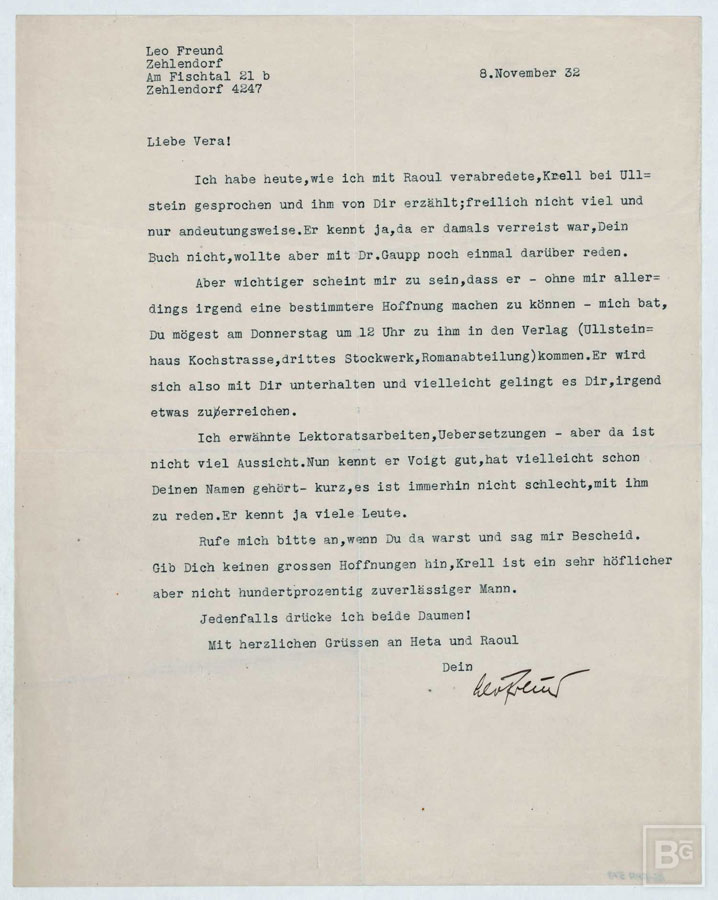 Leo Freund
Zehlendorf
Am Fischtal 21 b
Zehlendorf 4247
8.November 32
Liebe Vera!
Ich habe heute,wie ich mit Raoul verabredete,Krell bei Ull=
stein gesprochen und ihm von Dir erzählt;freilich nicht viel und
nur andeutungsweise.Er kennt ja,da er damals verreist war,Dein
Buch nicht,wollte aber mit Dr.Gaupp noch einmal darüber reden.
Aber wichtiger scheint mir zu sein,dass er - ohne mir aller=
dings irgend eine bestimmtere Hoffnung machen zu können - mich bat,
Du mögest am Donnerstag um 12 Uhr zu ihm in den Verlag (Ullstein=
haus Kochstrasse,drittes Stockwerk,Romanabteilung)kommen.Er wird
sich also mit Dir unterhalten und vielleicht gelingt es Dir,irgend
etwas zu erreichen.
Ich erwähnte Lektoratsarbeiten,Uebersetzungen - aber da ist
nicht viel Aussicht.Nun kennt er Voigt gut,hat vielleicht schon
Deinen Namen gehört- kurz,es ist immerhin nicht schlecht,mit ihm
zu reden.Er kennt ja viele Leute.
Rufe mich bitte an,wenn Du da warst und sag mir Bescheid.
Gib Dich keinen grossen Hoffnungen hin,Krell ist ein sehr höflicher
aber nicht hundertprozentig zuverlässiger Mann.
Jedenfalls drücke ich beide Daumen!
Mit herzlichen Grüssen an Heta und Raoul
Dein
Leo Freund
BG